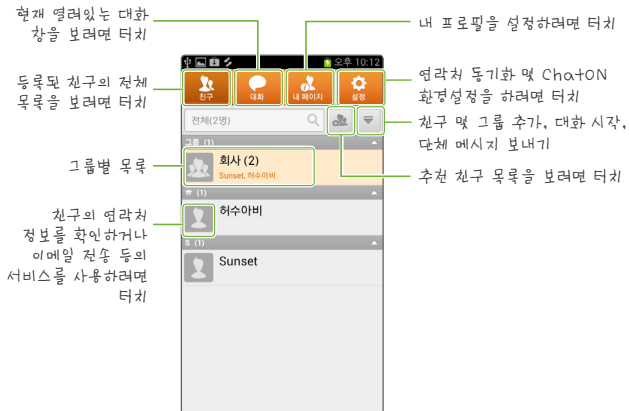 현재 열려있는 대화
창을 보려면 터치
등록된 친구의 전체
목록을 보려면 터치
그룹별 목록
친구의 연락처
정보를 확인하거나
이메일 전송 등의
서비스를 사용하려면
터치
오후 10:12
친구
대화
내 페이지
설정
전체(2명)
그룹 (1)
회사 (2)
Sunset, 허수아비
ㅎ (1)
허수아비
S (1)
Sunset
내 프로필을 설정하려면 터치
연락처 동기화 및 ChatON
환경설정을 하려면 터치
친구 및 그룹 추가, 대화 시작,
단체 메시지 보내기
추천 친구 목록을 보려면 터치